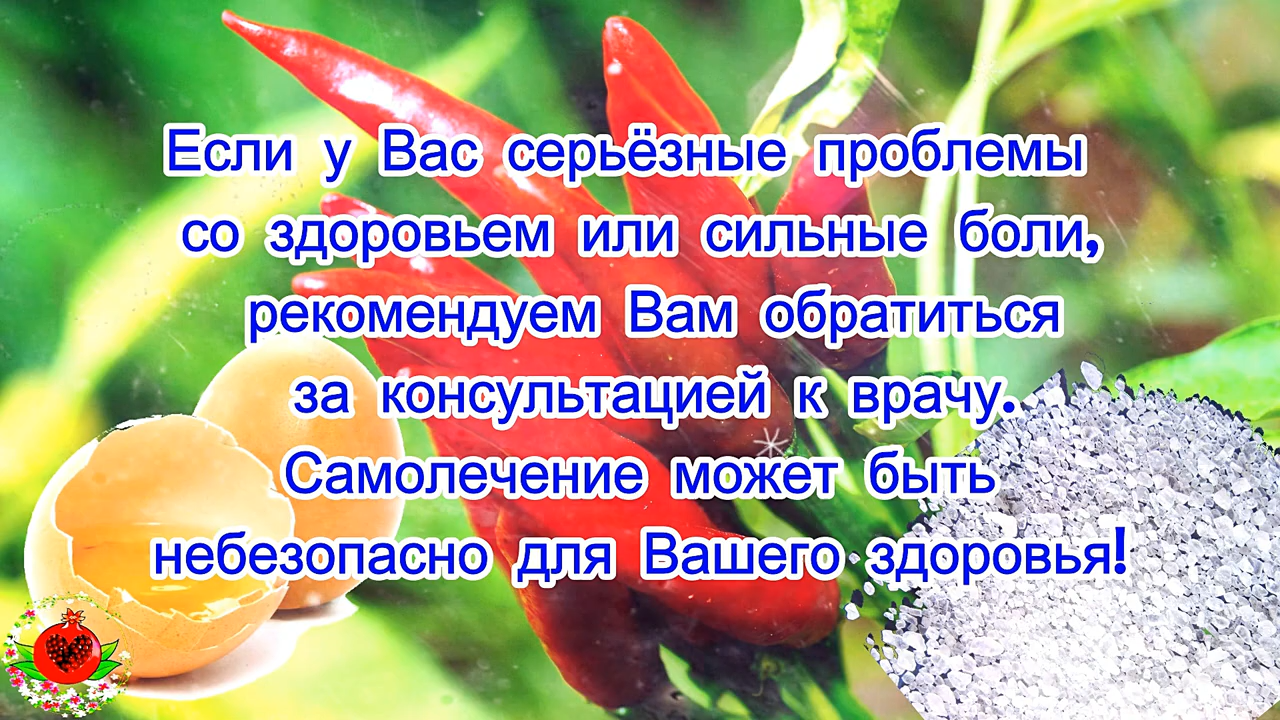 Если у Вас серьёзные проблемы
со здоровьем или сильные боли,
рекомендуем Вам обратиться
за консультацией к врачу.
Самолечение может быть
небезопасно для Вашего здоровья!